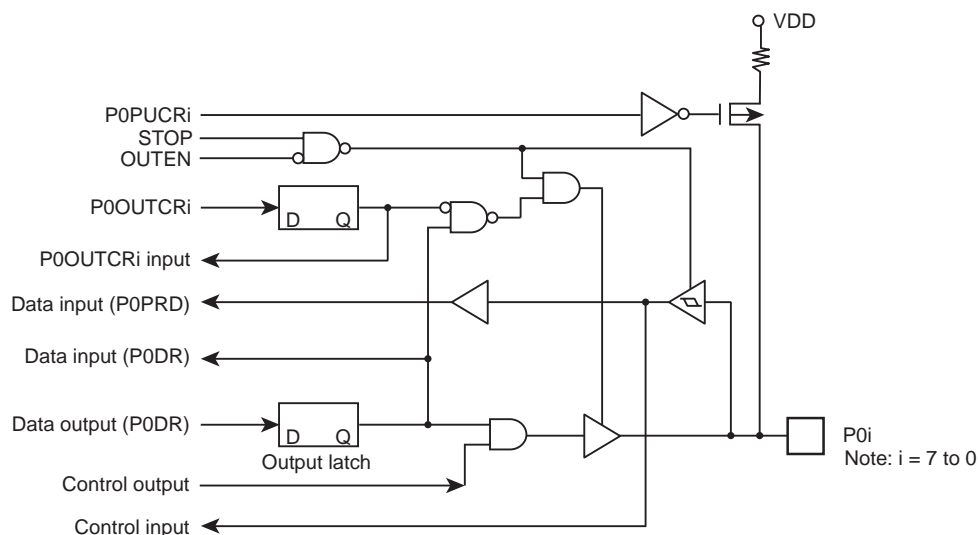 VDD
P0PUCRi
STOP
OUTEN
P0OUTCRi
D Q
P0OUTCRi input
Data input (P0PRD)
Data input (P0DR)
Data output (P0DR)
D Q
Output latch
P0i
Note: i = 7 to 0
Control output
Control input